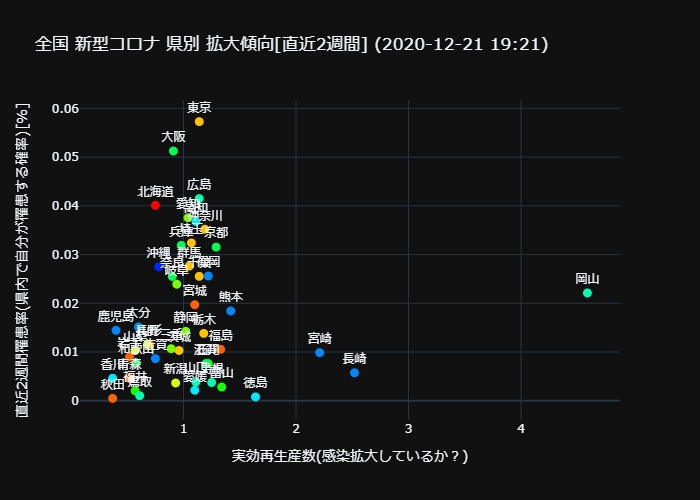 全国 新型コロナ 県別 拡大傾向[直近2週間] (2020-12-21 19:21)
直近2週間罹患率(県内で自分が罹患する確率)[%]
0.06
0.05
0.04
0.03
0.02
0.01
0
東京
大阪
北海道
広島
愛知
高知
神奈川
埼玉
兵庫
京都
沖縄
群馬
奈良
千葉
福岡
岐阜
岡山
宮城
熊本
鹿児島
大分
静岡
栃木
福島
三重
茨城
滋賀
和歌山
宮崎
長崎
香川
青森
新潟
山口
島根
福井
愛媛
富山
秋田
鳥取
徳島
1
2
3
4
実効再生産数(感染拡大しているか？)